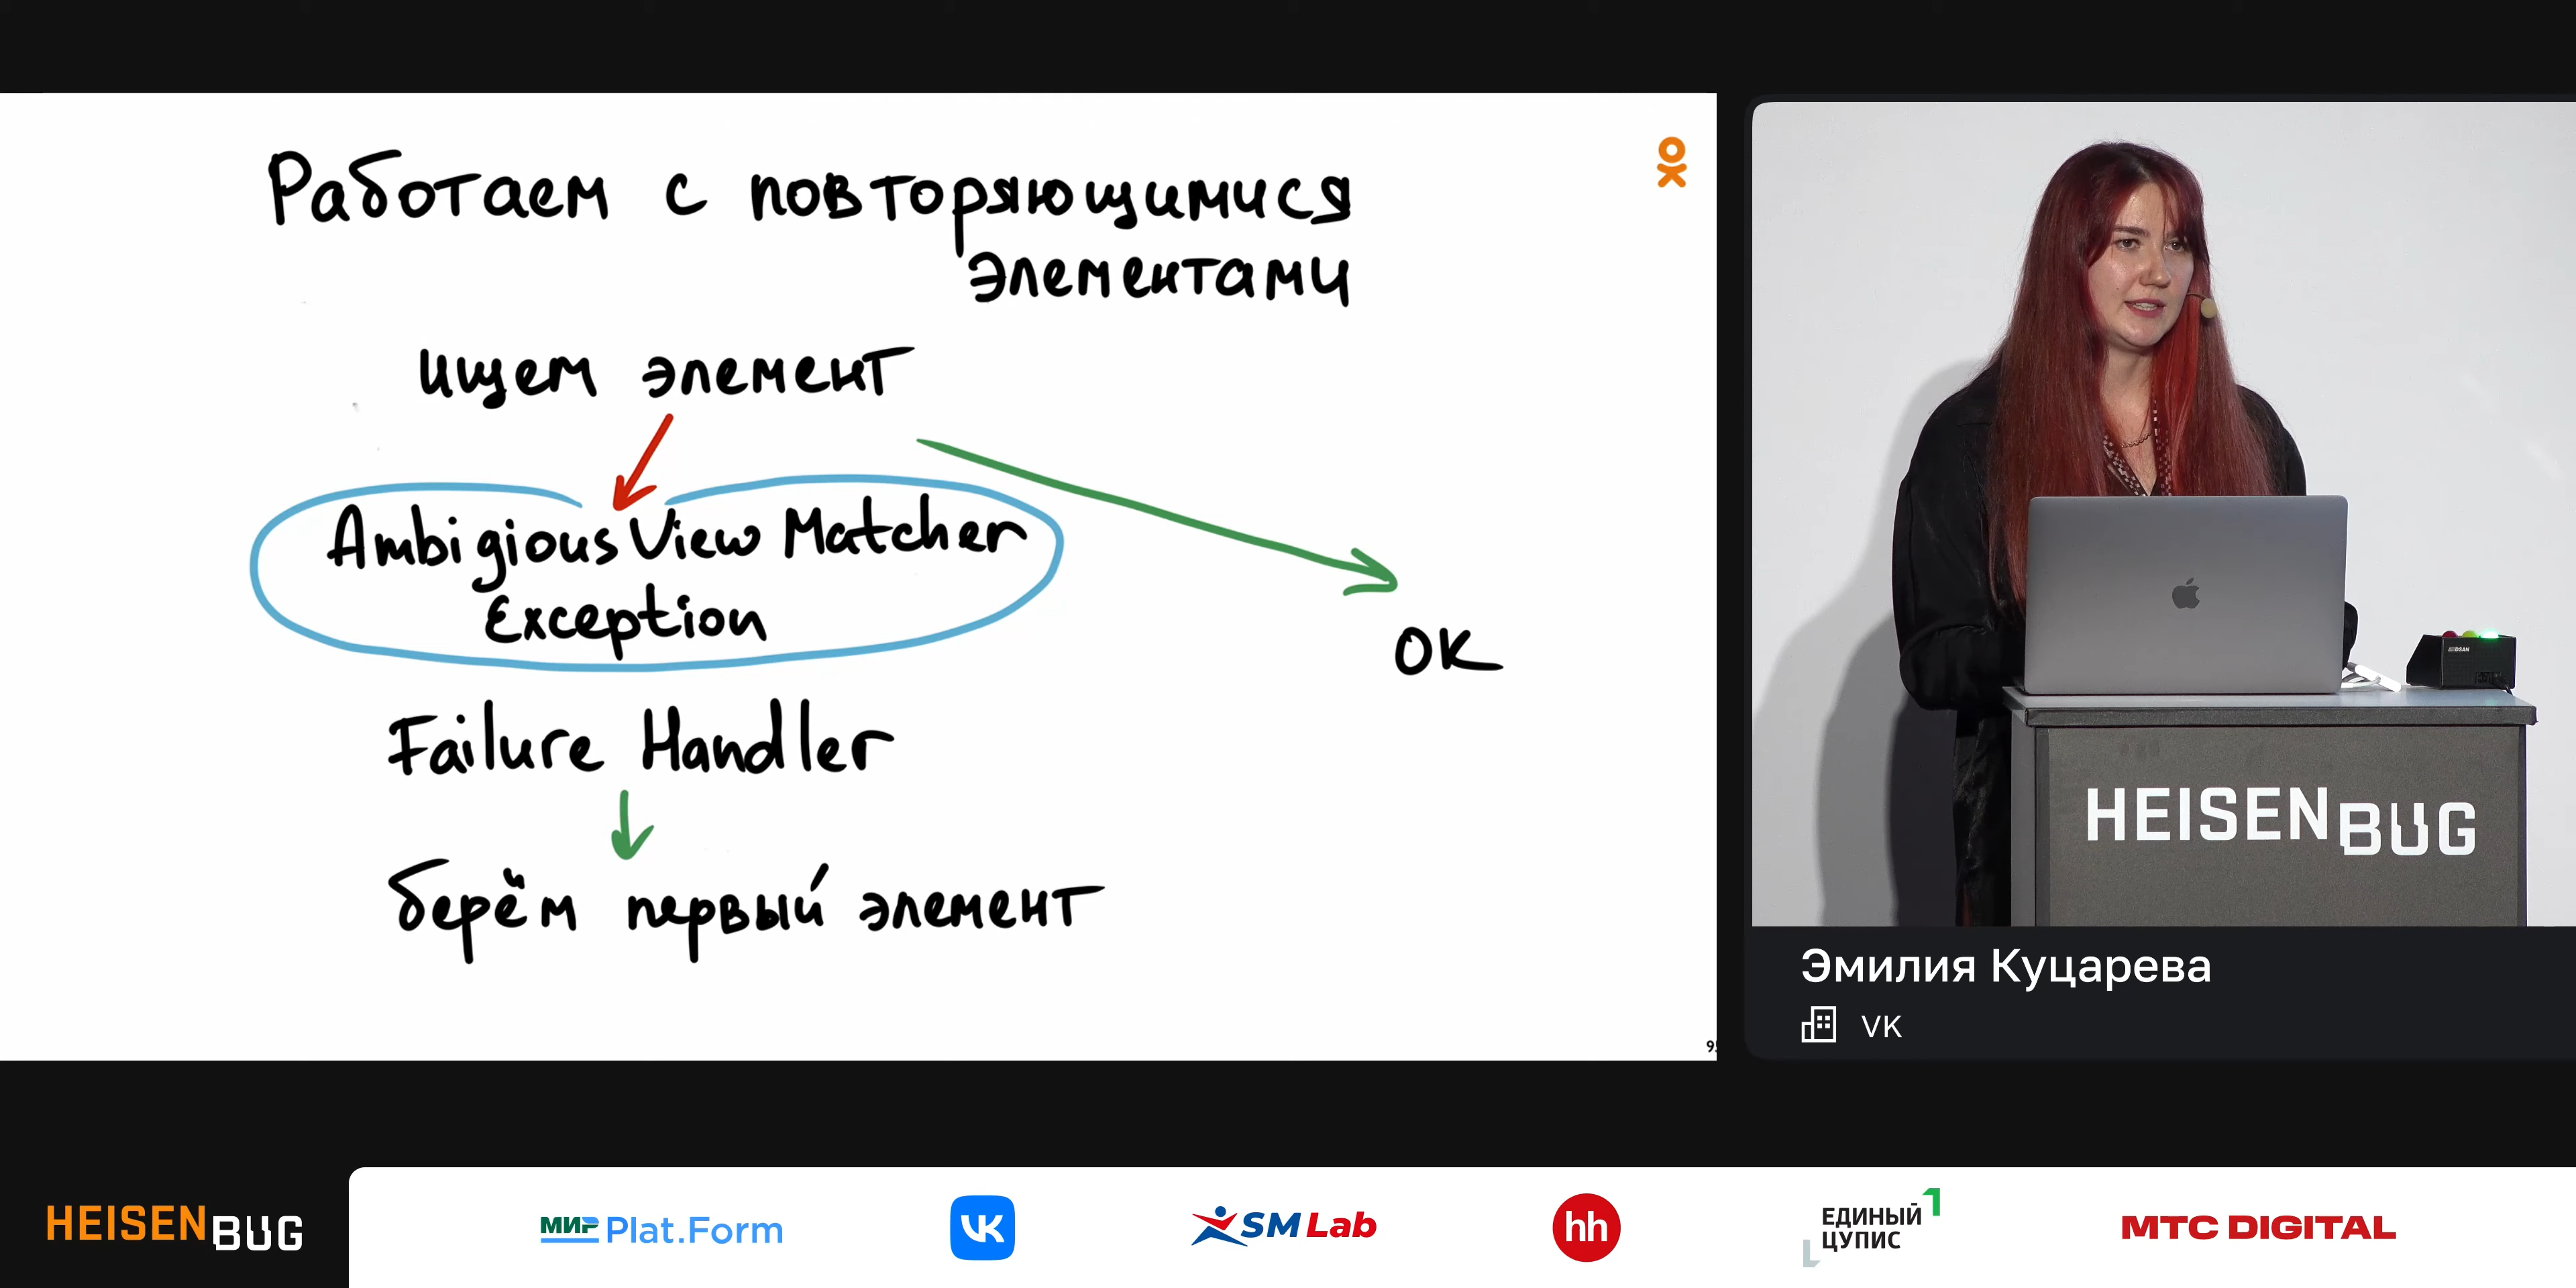 Работаем с повторяющимися
элементами
ищем элемент
Ambigious View Matcher
Exception
OK
Failure Handler
берём первый элемент
HEISENBUG
Эмилия Куцарева
VK
HEISENBUG
МИР Plat.Form
VK
SM Lab
hh
ЕДИНЫЙ
ЦУПИС
МТС DIGITAL